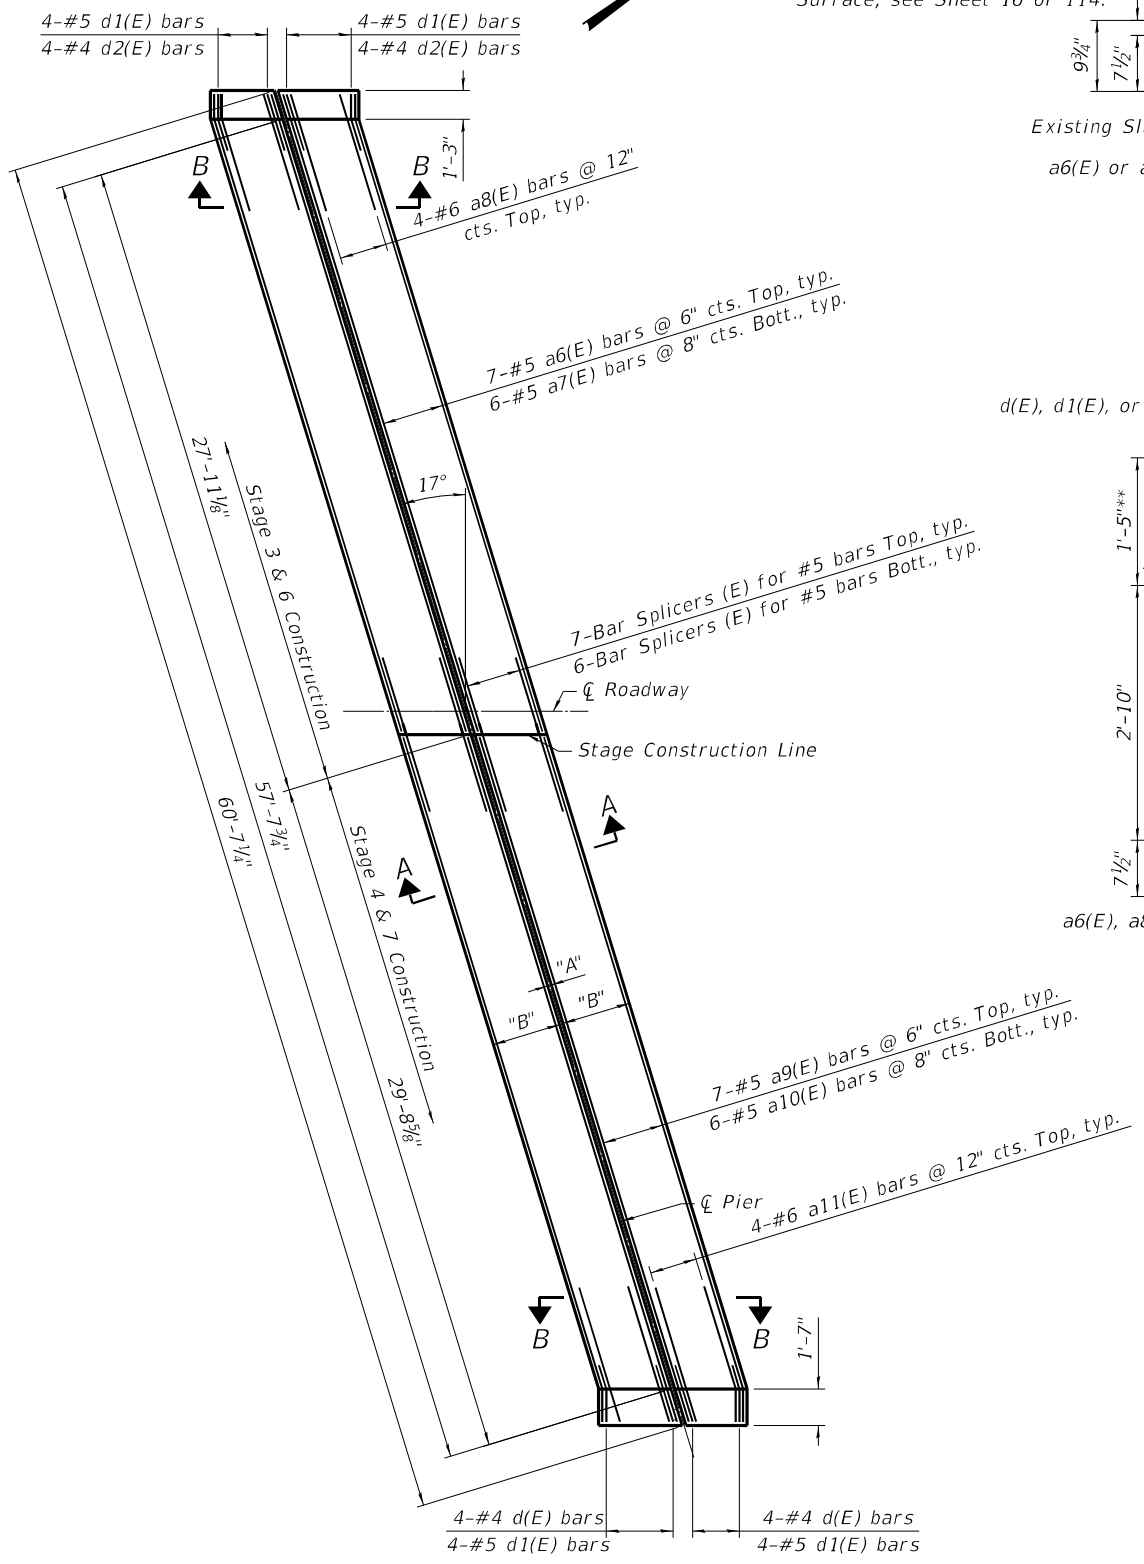 Surface, see Sheet 16 or 114.
4-#5 d1(E) bars
4-#4 d2(E) bars
4-#5 d1(E) bars
4-#4 d2(E) bars
9¾"
7½"
1'-3"
B
B
Existing Sl
a6(E) or a
4-#6 a8(E) bars @ 12"
cts. Top, typ.
7-#5 a6(E) bars @ 6" cts. Top, typ.
6-#5 a7(E) bars @ 8" cts. Bott., typ.
d(E), d1(E), or
27'-11⅛"
Stage 3 & 6 Construction
17°
1'-5"**
7-Bar Splicers (E) for #5 bars Top, typ.
6-Bar Splicers (E) for #5 bars Bott., typ.
℄ Roadway
2'-10"
Stage Construction Line
60'-7¼"
57'-7¾"
Stage 4 & 7 Construction
A
A
7½"
a6(E), a8
"A"
"B"
"B"
29'-8⅝"
7-#5 a9(E) bars @ 6" cts. Top, typ.
6-#5 a10(E) bars @ 8" cts. Bott., typ.
℄ Pier
4-#6 a11(E) bars @ 12" cts. Top, typ.
B
B
1'-7"
4-#4 d(E) bars
4-#5 d1(E) bars
4-#4 d(E) bars
4-#5 d1(E) bars